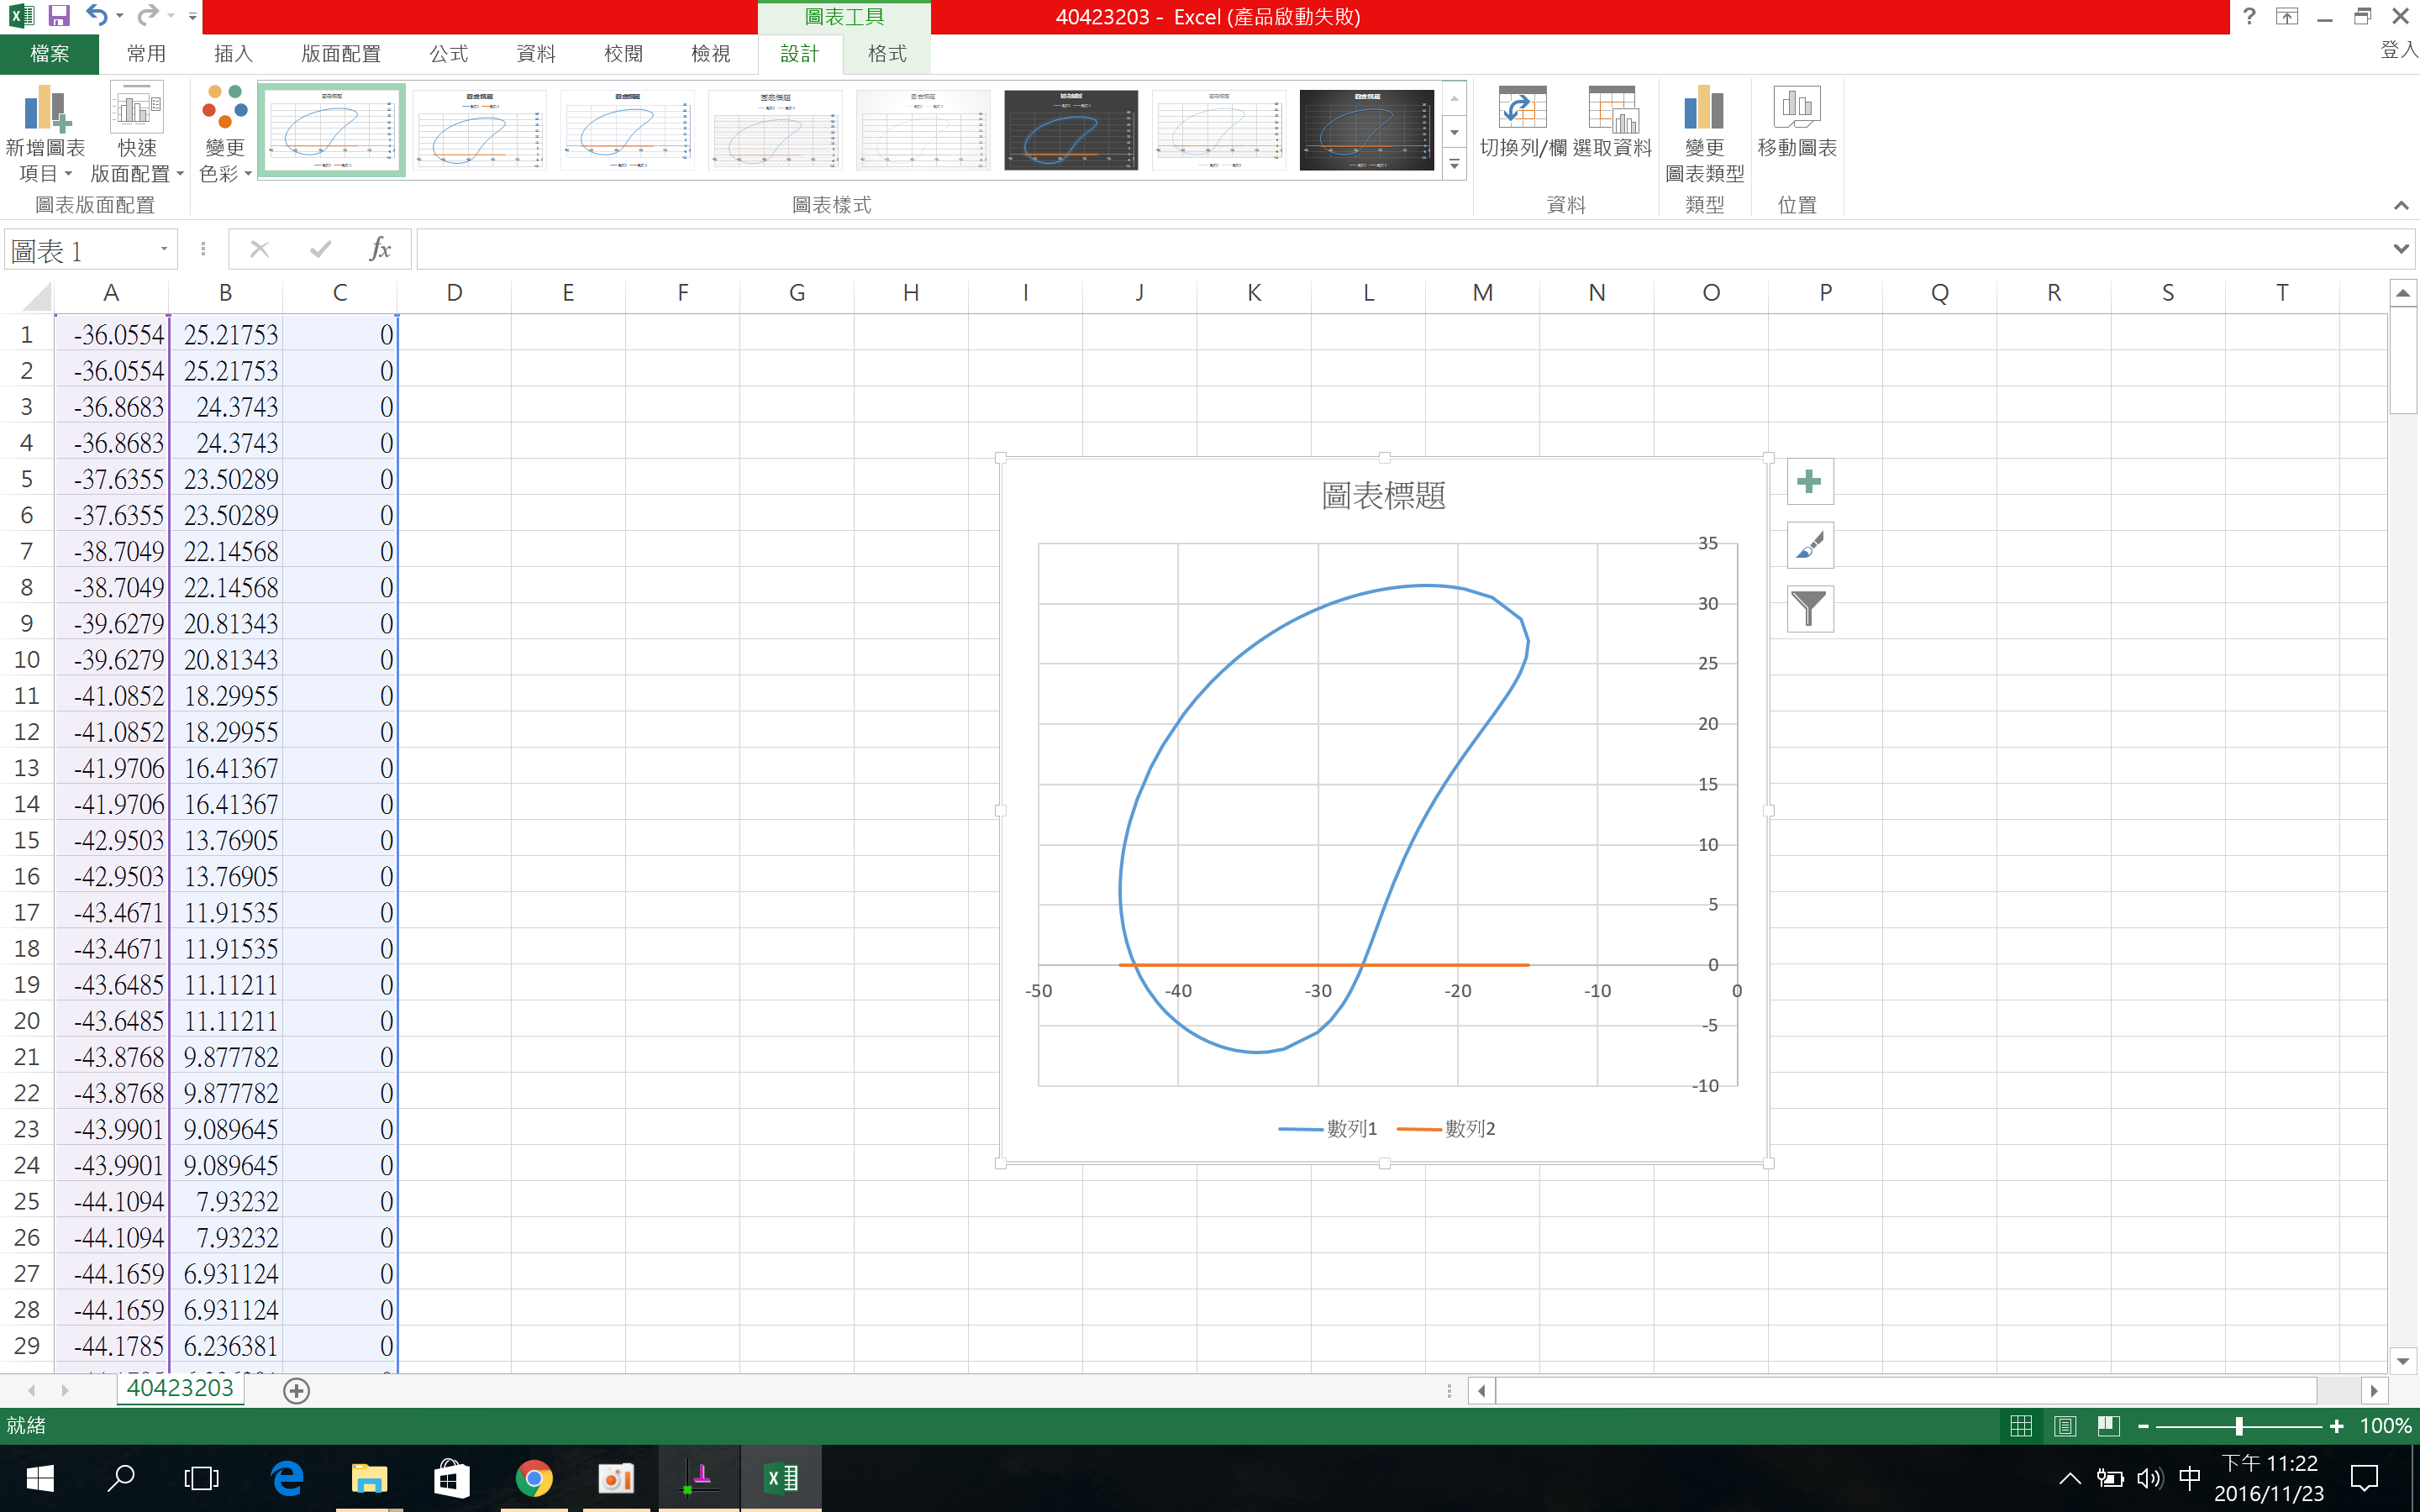 圖表工具
40423203 - Excel (產品啟動失敗)
?
檔案 常用 插入 版面配置 公式 資料 校閱 檢視 設計 格式 登入
新增圖表
項目
快速
版面配置
變更
色彩
切換列/欄 選取資料
變更
圖表類型
移動圖表
圖表版面配置 圖表樣式 資料 類型 位置
圖表 1
fx
A B C D E F G H I J K L M N O P Q R S T
1 -36.0554 25.21753 0
2 -36.0554 25.21753 0
3 -36.8683 24.3743 0
4 -36.8683 24.3743 0
5 -37.6355 23.50289 0
6 -37.6355 23.50289 0
7 -38.7049 22.14568 0
8 -38.7049 22.14568 0
9 -39.6279 20.81343 0
10 -39.6279 20.81343 0
11 -41.0852 18.29955 0
12 -41.0852 18.29955 0
13 -41.9706 16.41367 0
14 -41.9706 16.41367 0
15 -42.9503 13.76905 0
16 -42.9503 13.76905 0
17 -43.4671 11.91535 0
18 -43.4671 11.91535 0
19 -43.6485 11.11211 0
20 -43.6485 11.11211 0
21 -43.8768 9.877782 0
22 -43.8768 9.877782 0
23 -43.9901 9.089645 0
24 -43.9901 9.089645 0
25 -44.1094 7.93232 0
26 -44.1094 7.93232 0
27 -44.1659 6.931124 0
28 -44.1659 6.931124 0
29 -44.1785 6.236381 0
圖表標題
35
30
25
20
15
10
5
0
-50 -40 -30 -20 -10 0
-5
-10
數列1 數列2
40423203
就緒
100%
中
下午 11:22
2016/11/23